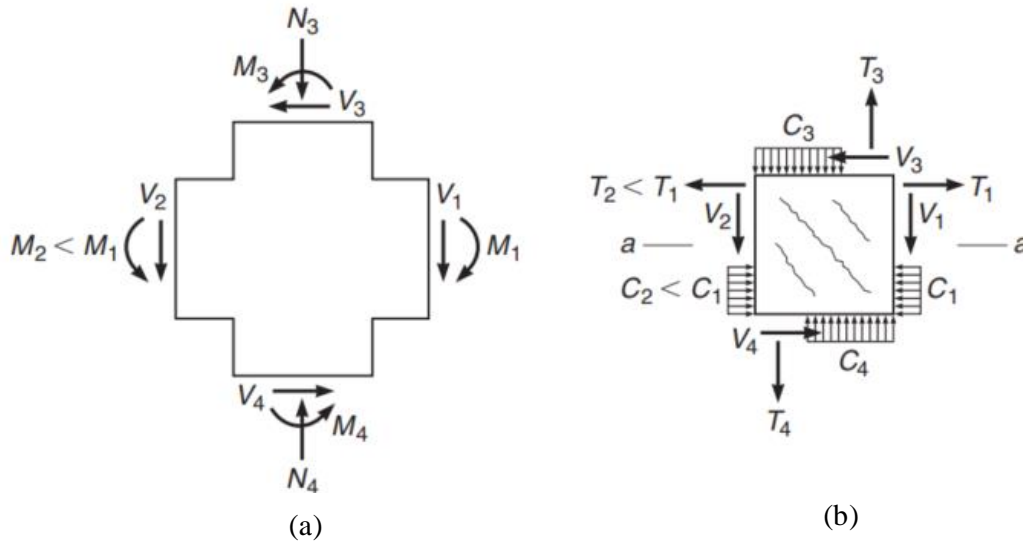 N3
M3
V3
V2
V1
M2 < M1
M1
V4
M4
N4
(a)
T3
C3
V3
T2 < T1
T1
V2
V1
a
a
C2 < C1
C1
V4
C4
T4
(b)